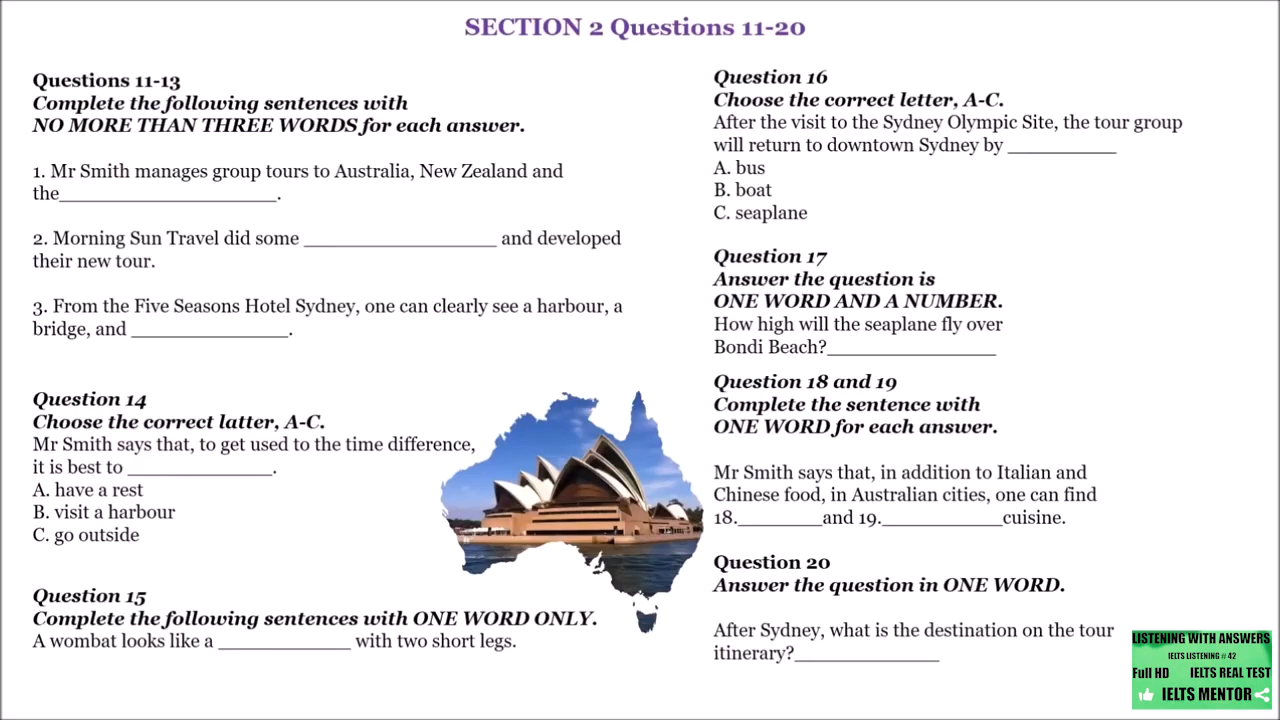 SECTION 2 Questions 11-20
Questions 11-13
Complete the following sentences with
NO MORE THAN THREE WORDS for each answer.
1. Mr Smith manages group tours to Australia, New Zealand and
the______________________.
2. Morning Sun Travel did some ____________________ and developed
their new tour.
3. From the Five Seasons Hotel Sydney, one can clearly see a harbour, a
bridge, and ________________.
Question 14
Choose the correct latter, A-C.
Mr Smith says that, to get used to the time difference,
it is best to _______________.
A. have a rest
B. visit a harbour
C. go outside
Question 15
Complete the following sentences with ONE WORD ONLY.
A wombat looks like a _____________ with two short legs.
Question 16
Choose the correct letter, A-C.
After the visit to the Sydney Olympic Site, the tour group
will return to downtown Sydney by ___________
A. bus
B. boat
C. seaplane
Question 17
Answer the question is
ONE WORD AND A NUMBER.
How high will the seaplane fly over
Bondi Beach?_________________
Question 18 and 19
Complete the sentence with
ONE WORD for each answer.
Mr Smith says that, in addition to Italian and
Chinese food, in Australian cities, one can find
18._________and 19.____________cuisine.
Question 20
Answer the question in ONE WORD.
After Sydney, what is the destination on the tour
itinerary?_______________
LISTENING WITH ANSWERS
IELTS LISTENING # 42
Full HD IELTS REAL TEST
IELTS MENTOR